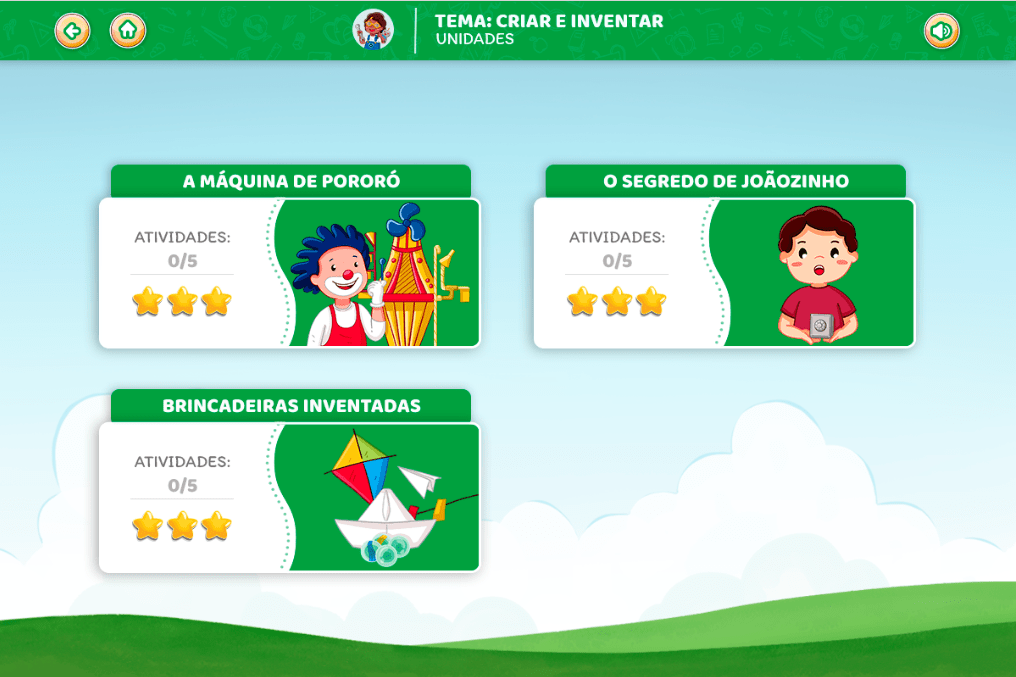 TEMA: CRIAR E INVENTAR
UNIDADES
A MÁQUINA DE PORORÓ
ATIVIDADES:
0/5
O SEGREDO DE JOÃOZINHO
ATIVIDADES:
0/5
BRINCADEIRAS INVENTADAS
ATIVIDADES:
0/5